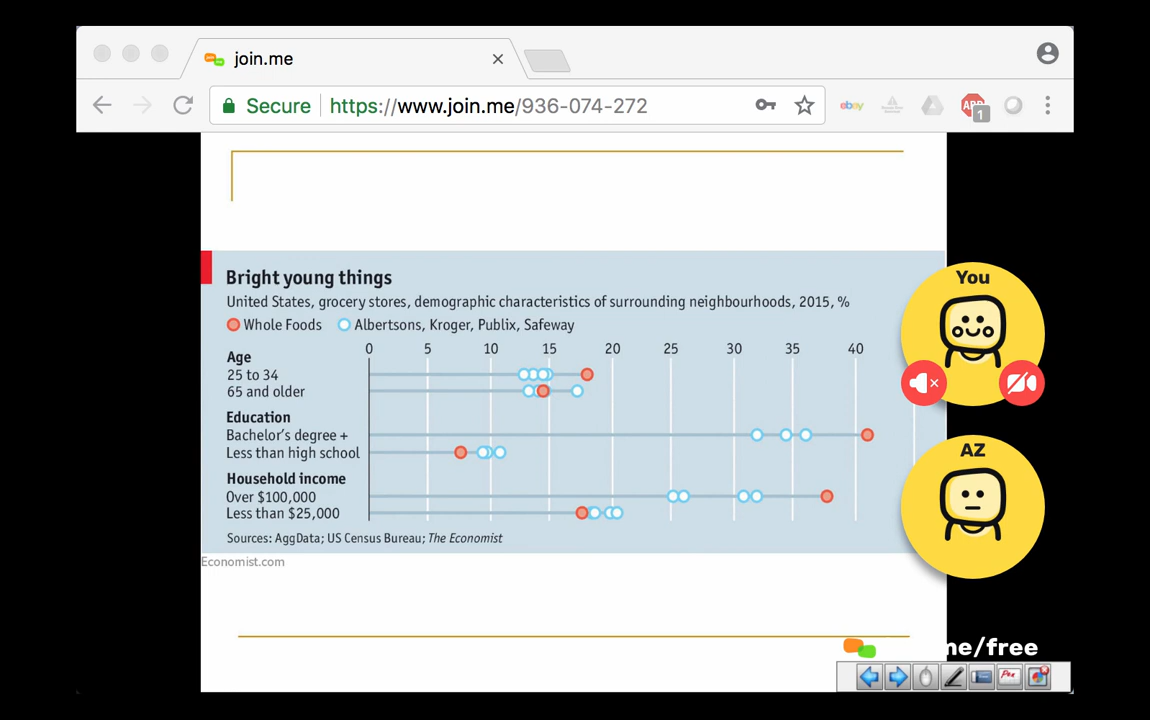 join.me
Secure https://www.join.me/936-074-272
ebay
ABP
1
Bright young things
United States, grocery stores, demographic characteristics of surrounding neighbourhoods, 2015, %
Whole Foods Albertsons, Kroger, Publix, Safeway
0 5 10 15 20 25 30 35 40
Age
25 to 34
65 and older
Education
Bachelor's degree +
Less than high school
Household income
Over $100,000
Less than $25,000
Sources: AggData; US Census Bureau; The Economist
Economist.com
You
AZ
me/free
Pen